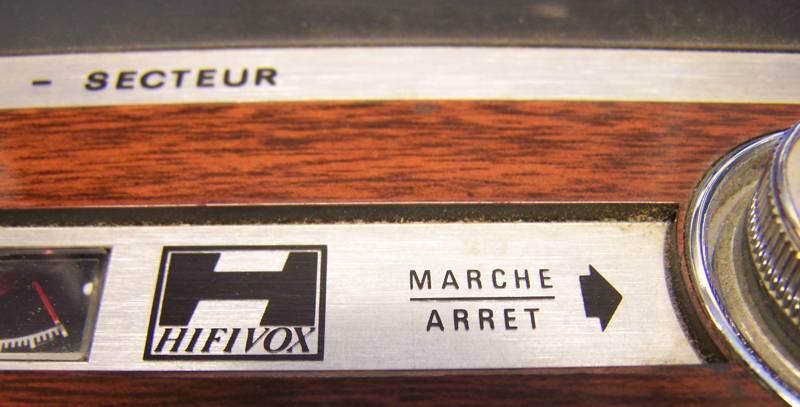 - SECTEUR
HIFIVOX
MARCHE
ARRET